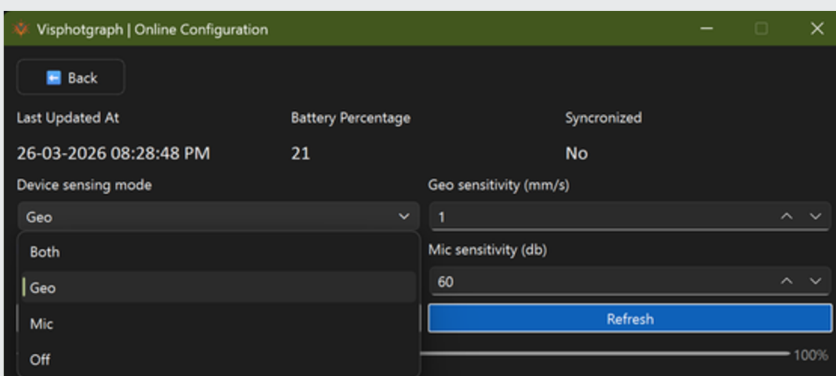 Visphotgraph | Online Configuration
Back
Last Updated At Battery Percentage Syncronized
26-03-2026 08:28:48 PM 21 No
Device sensing mode Geo sensitivity (mm/s)
Geo 1
Both Mic sensitivity (db)
Geo 60
Mic Refresh
Off 100%